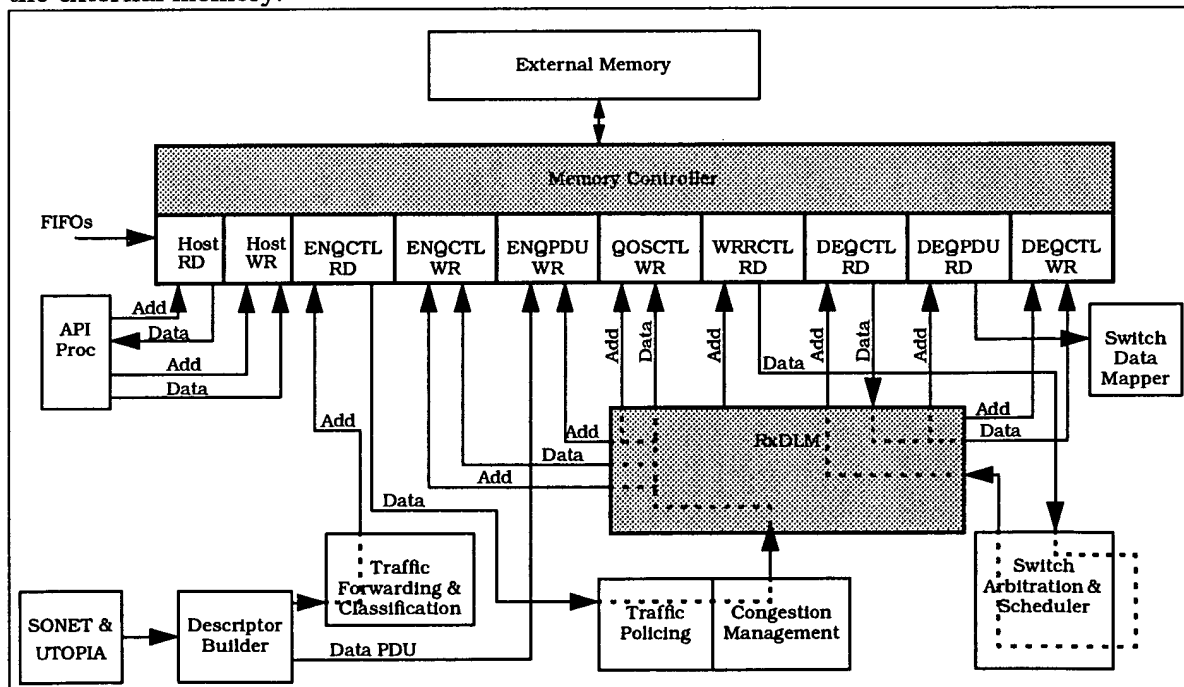 the external memory.
External Memory
Memory Controller
FIFOs
Host
RD
Host
WR
ENQCTL
RD
ENQCTL
WR
ENQPDU
WR
QOSCTL
WR
WRRCTL
RD
DEQCTL
RD
DEQPDU
RD
DEQCTL
WR
API
Proc
Add
Data
Add
Data
Add
Data
Add
Data
Add
Data
Add
Data
Add
Switch
Data
Mapper
RxDLM
Add
Data
Add
Data
Add
Data
Traffic
Forwarding &
Classification
Traffic
Policing
Congestion
Management
Switch
Arbitration &
Scheduler
SONET &
UTOPIA
Descriptor
Builder
Data PDU